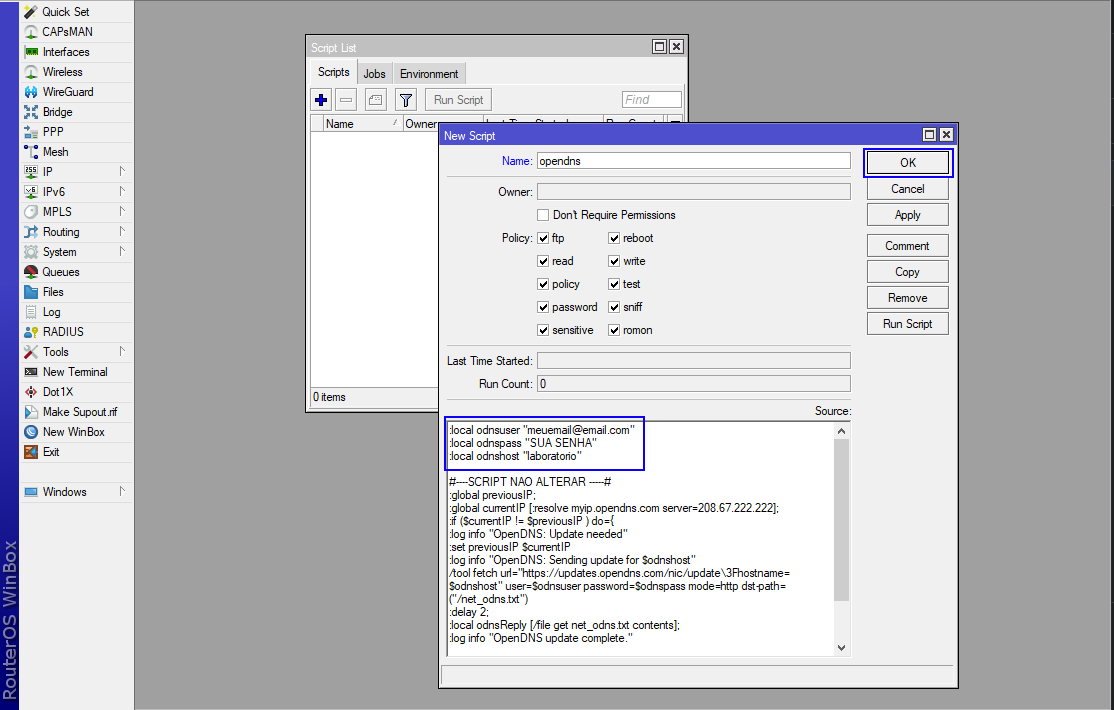 Quick Set
CAPsMAN
Interfaces
Wireless
WireGuard
Bridge
PPP
Mesh
IP
IPv6
MPLS
Routing
System
Queues
Files
Log
RADIUS
Tools
New Terminal
Dot1X
Make Supout.rif
New WinBox
Exit
Windows
RouterOS WinBox
Script List
Scripts Jobs Environment
Run Script Find
Name Owner
0 items
New Script
Name: opendns
Owner:
Don't Require Permissions
Policy: ftp reboot
read write
policy test
password sniff
sensitive romon
Last Time Started:
Run Count: 0
Source:
:local odnsuser "meuemail@email.com"
:local odnspass "SUA SENHA"
:local odnshost "laboratorio"
#----SCRIPT NAO ALTERAR -----#
:global previousIP;
:global currentIP [:resolve myip.opendns.com server=208.67.222.222];
:if ($currentIP != $previousIP ) do={
:log info "OpenDNS: Update needed"
:set previousIP $currentIP
:log info "OpenDNS: Sending update for $odnshost"
/tool fetch url="https://updates.opendns.com/nic/update\3Fhostname=
$odnshost" user=$odnsuser password=$odnspass mode=http dst-path=
("/net_odns.txt")
:delay 2;
:local odnsReply [/file get net_odns.txt contents];
:log info "OpenDNS update complete."
OK
Cancel
Apply
Comment
Copy
Remove
Run Script